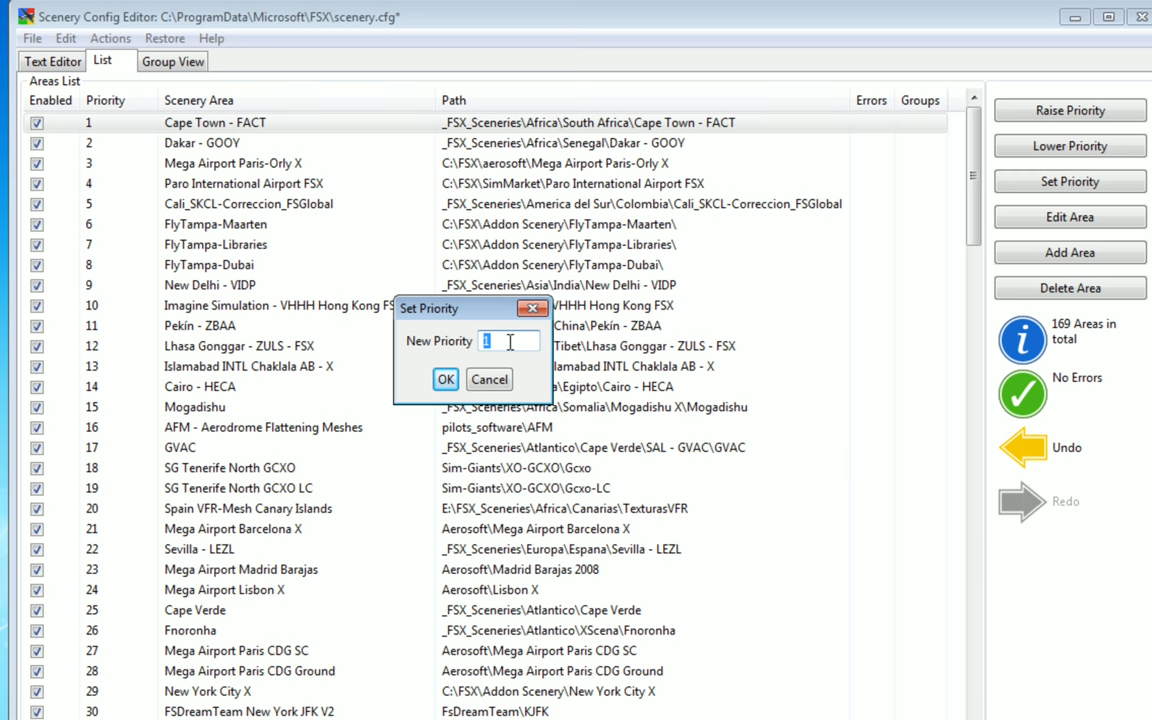 Scenery Config Editor: C:\ProgramData\Microsoft\FSX\scenery.cfg*
File Edit Actions Restore Help
Text Editor List Group View
Areas List
Enabled Priority Scenery Area Path Errors Groups
1 Cape Town - FACT _FSX_Sceneries\Africa\South Africa\Cape Town - FACT
2 Dakar - GOOY _FSX_Sceneries\Africa\Senegal\Dakar - GOOY
3 Mega Airport Paris-Orly X C:\FSX\aerosoft\Mega Airport Paris-Orly X
4 Paro International Airport FSX C:\FSX\SimMarket\Paro International Airport FSX
5 Cali_SKCL-Correccion_FSGlobal _FSX_Sceneries\America del Sur\Colombia\Cali_SKCL-Correccion_FSGlobal
6 FlyTampa-Maarten C:\FSX\Addon Scenery\FlyTampa-Maarten\
7 FlyTampa-Libraries C:\FSX\Addon Scenery\FlyTampa-Libraries\
8 FlyTampa-Dubai C:\FSX\Addon Scenery\FlyTampa-Dubai\
9 New Delhi - VIDP _FSX_Sceneries\Asia\India\New Delhi - VIDP
10 Imagine Simulation - VHHH Hong Kong FS VHHH Hong Kong FSX
11 Pekín - ZBAA China\Pekín - ZBAA
12 Lhasa Gonggar - ZULS - FSX Tibet\Lhasa Gonggar - ZULS - FSX
13 Islamabad INTL Chaklala AB - X Islamabad INTL Chaklala AB - X
14 Cairo - HECA a\Egipto\Cairo - HECA
15 Mogadishu _FSX_Sceneries\Africa\Somalia\Mogadishu X\Mogadishu
16 AFM - Aerodrome Flattening Meshes pilots_software\AFM
17 GVAC _FSX_Sceneries\Atlantico\Cape Verde\SAL - GVAC\GVAC
18 SG Tenerife North GCXO Sim-Giants\XO-GCXO\Gcxo
19 SG Tenerife North GCXO LC Sim-Giants\XO-GCXO\Gcxo-LC
20 Spain VFR-Mesh Canary Islands E:\FSX_Sceneries\Africa\Canarias\TexturasVFR
21 Mega Airport Barcelona X Aerosoft\Mega Airport Barcelona X
22 Sevilla - LEZL _FSX_Sceneries\Europa\Espana\Sevilla - LEZL
23 Mega Airport Madrid Barajas Aerosoft\Madrid Barajas 2008
24 Mega Airport Lisbon X Aerosoft\Lisbon X
25 Cape Verde _FSX_Sceneries\Atlantico\Cape Verde
26 Fnoronha _FSX_Sceneries\Atlantico\XScena\Fnoronha
27 Mega Airport Paris CDG SC Aerosoft\Mega Airport Paris CDG SC
28 Mega Airport Paris CDG Ground Aerosoft\Mega Airport Paris CDG Ground
29 New York City X C:\FSX\Addon Scenery\New York City X
30 FSDreamTeam New York JFK V2 FsDreamTeam\KJFK
Set Priority
New Priority 1
OK Cancel
Raise Priority
Lower Priority
Set Priority
Edit Area
Add Area
Delete Area
169 Areas in
total
No Errors
Undo
Redo